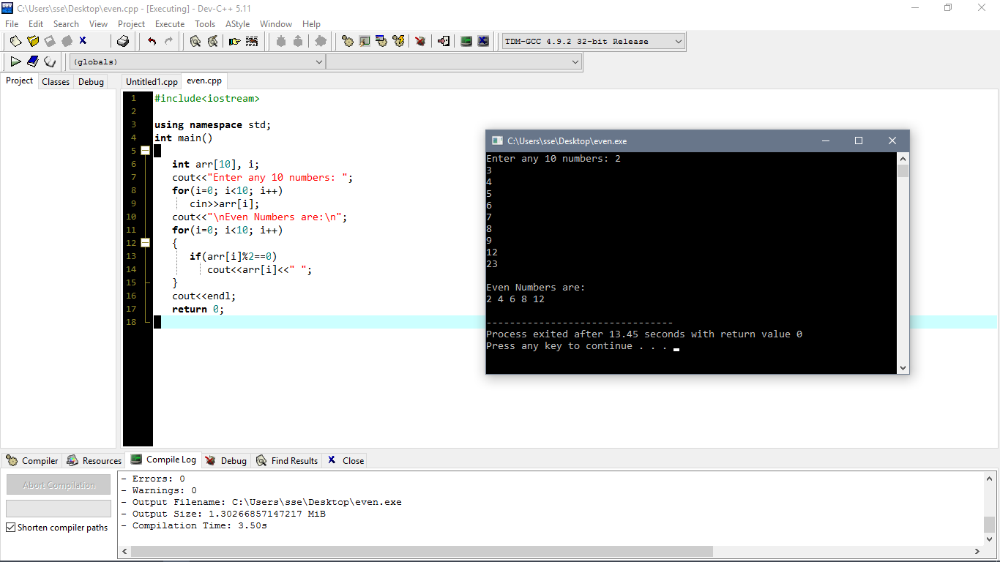 C:\Users\sse\Desktop\even.cpp - [Executing] - Dev-C++ 5.11
File Edit Search View Project Execute Tools AStyle Window Help
TDM-GCC 4.9.2 32-bit Release
(globals)
Project Classes Debug
Untitled1.cpp even.cpp
1 #include<iostream>
2
3 using namespace std;
4 int main()
5
6 int arr[10], i;
7 cout<<"Enter any 10 numbers: ";
8 for(i=0; i<10; i++)
9 cin>>arr[i];
10 cout<<"\nEven Numbers are:\n";
11 for(i=0; i<10; i++)
12 {
13 if(arr[i]%2==0)
14 cout<<arr[i]<<" ";
15 }
16 cout<<endl;
17 return 0;
18
C:\Users\sse\Desktop\even.exe
Enter any 10 numbers: 2
3
4
5
6
7
8
9
12
23
Even Numbers are:
2 4 6 8 12
--------------------------------
Process exited after 13.45 seconds with return value 0
Press any key to continue . . .
Compiler Resources Compile Log Debug Find Results Close
Abort Compilation
Shorten compiler paths
- Errors: 0
- Warnings: 0
- Output Filename: C:\Users\sse\Desktop\even.exe
- Output Size: 1.30266857147217 MiB
- Compilation Time: 3.50s